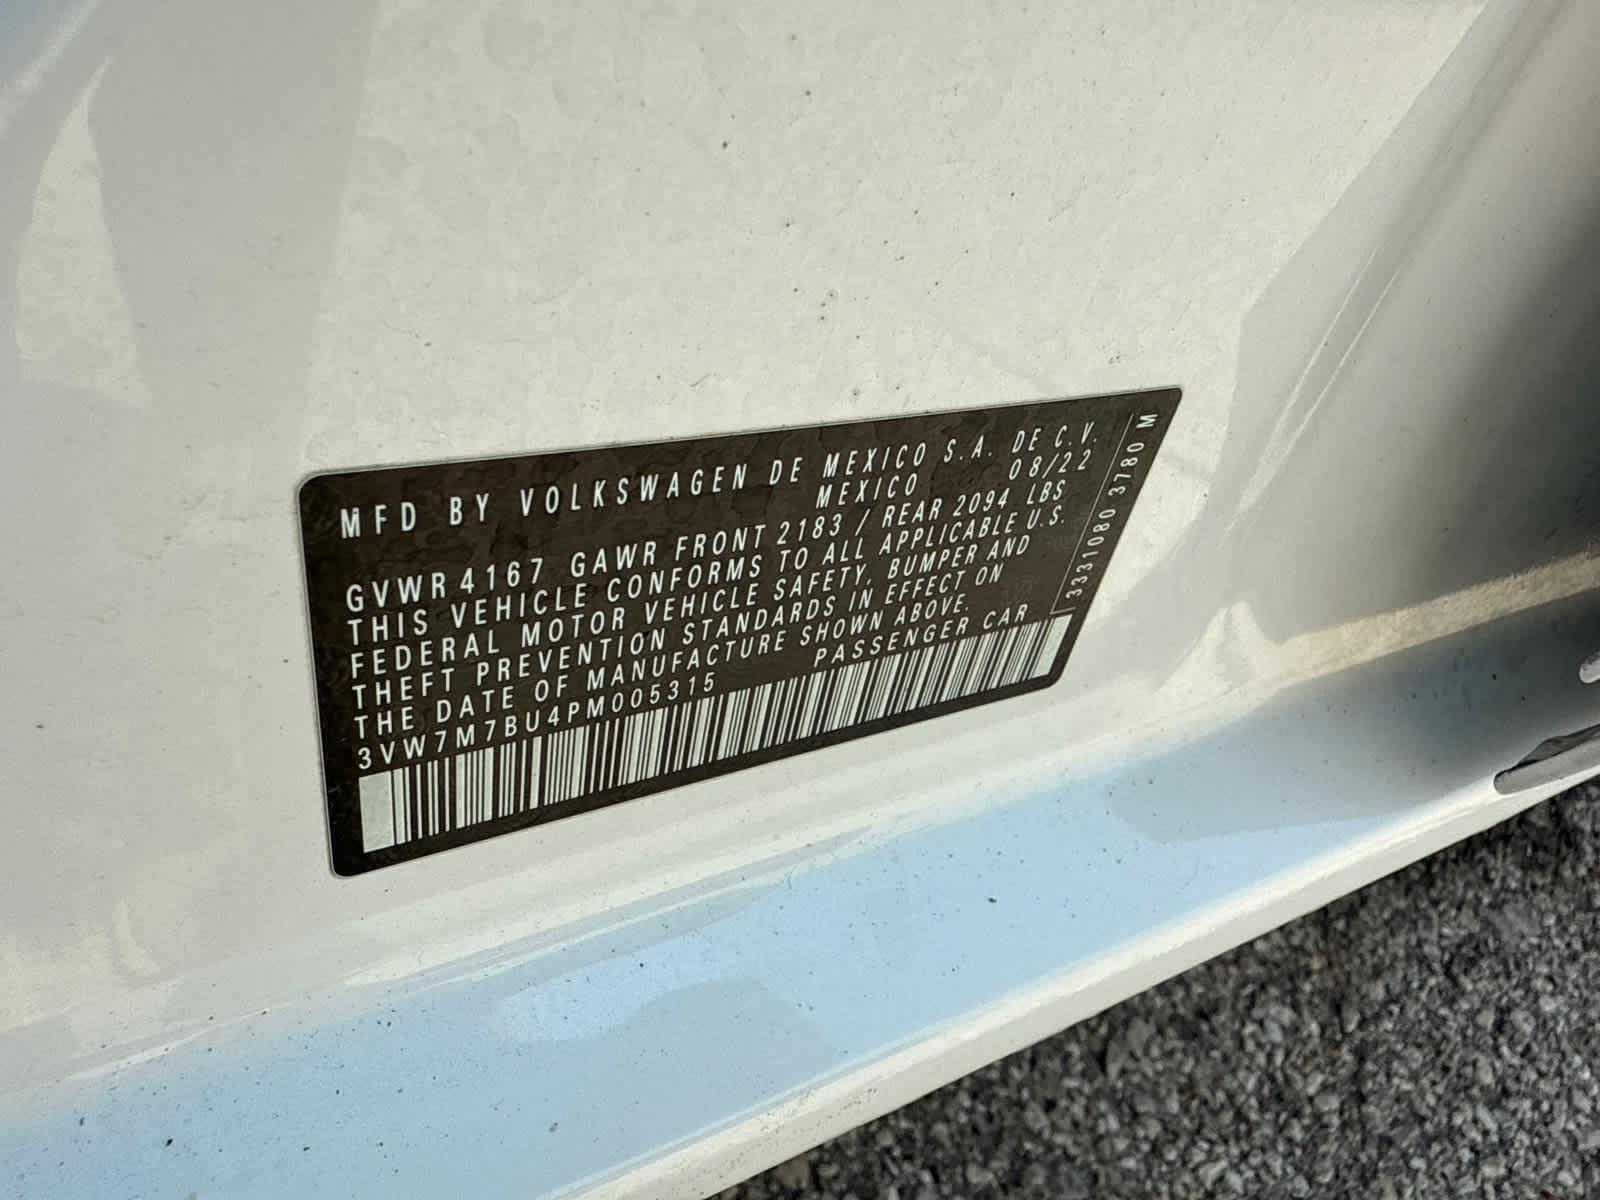 MFD BY VOLKSWAGEN DE MEXICO S.A. DE C.V.
MEXICO 08/22
GVWR 4167 GAWR FRONT 2183 / REAR 2094 LBS
THIS VEHICLE CONFORMS TO ALL APPLICABLE U.S.
FEDERAL MOTOR VEHICLE SAFETY, BUMPER AND
THEFT PREVENTION STANDARDS IN EFFECT ON
THE DATE OF MANUFACTURE SHOWN ABOVE.
3VW7M7BU4PM005315 PASSENGER CAR
3331080 3780 M